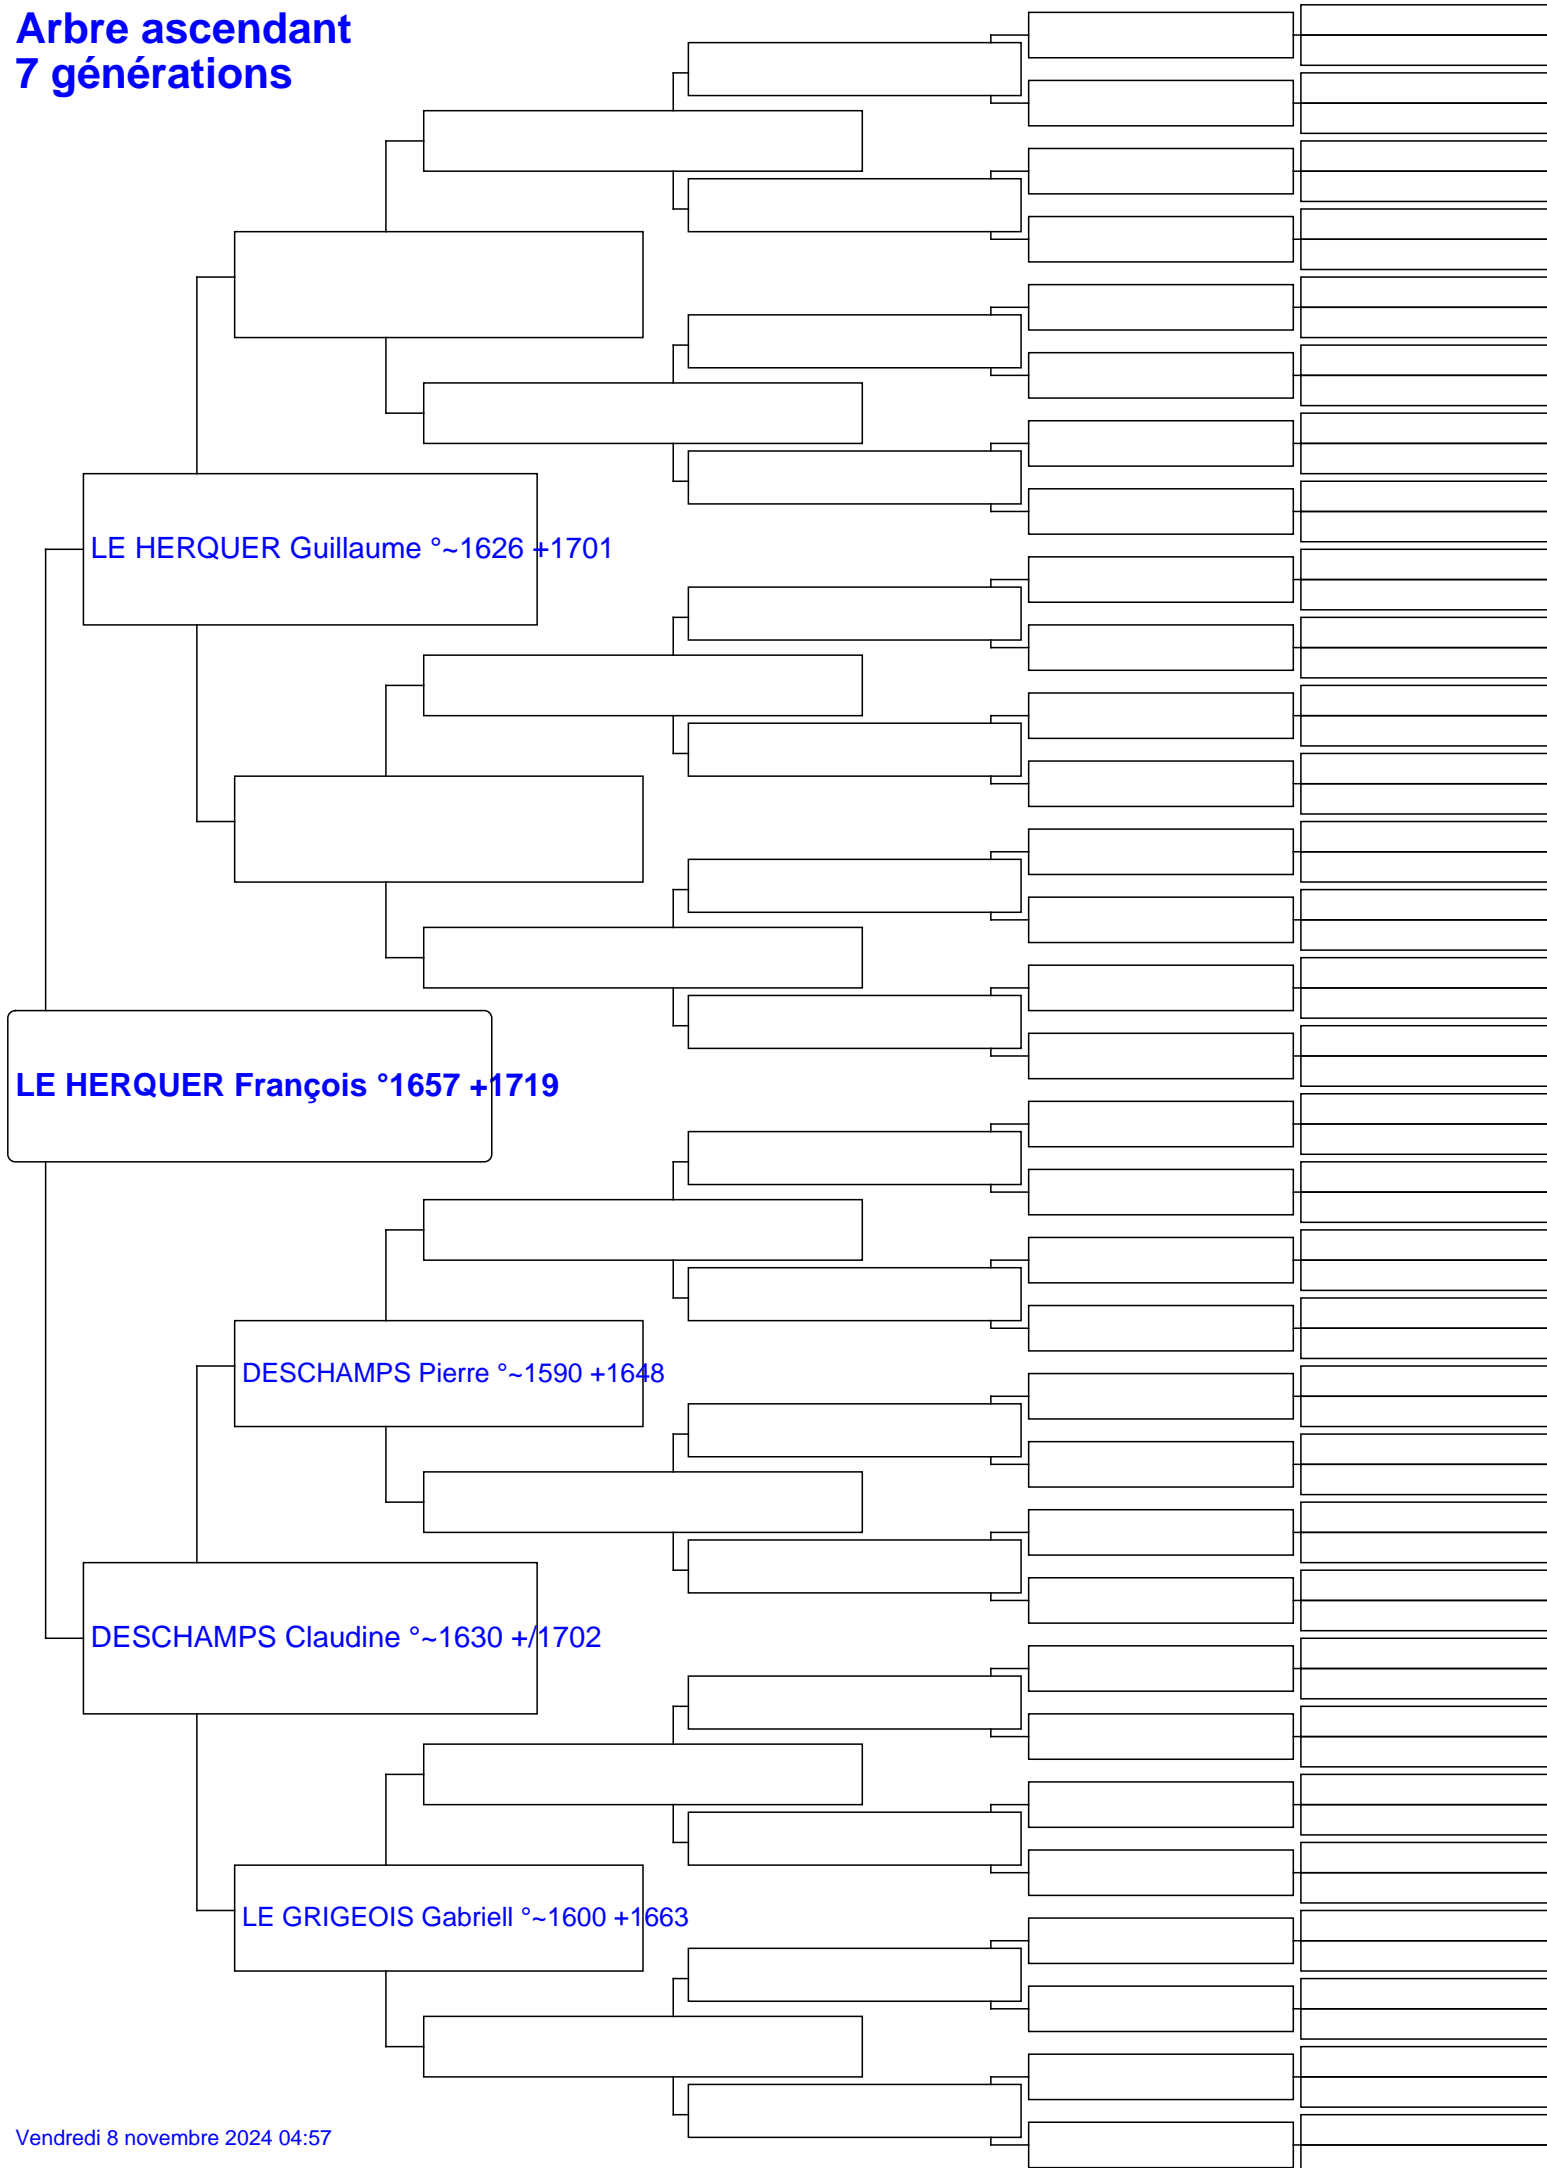 Arbre ascendant
7 générations
LE HERQUER Guillaume °~1626 +1701
LE HERQUER François °1657 +1719
DESCHAMPS Pierre °~1590 +1648
DESCHAMPS Claudine °~1630 +/1702
LE GRIGEOIS Gabriell °~1600 +1663
Vendredi 8 novembre 2024 04:57